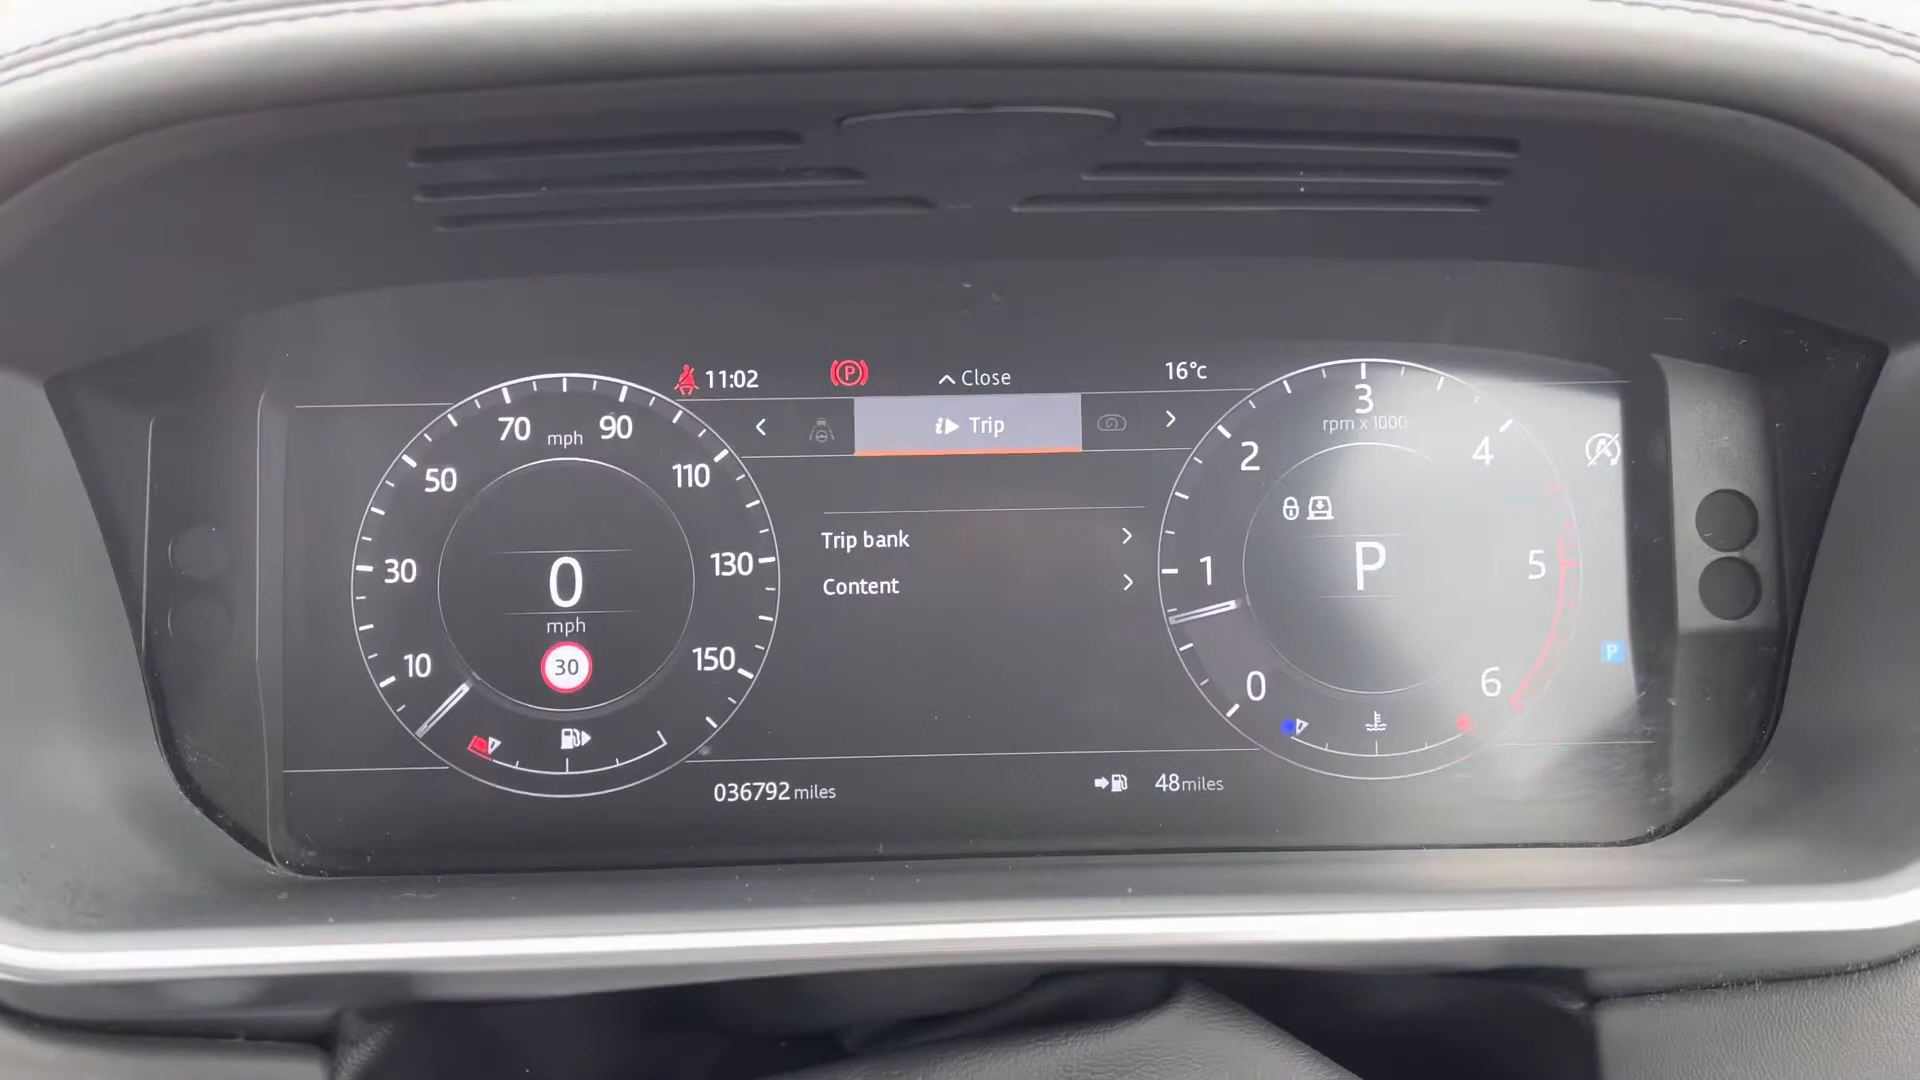 11:02
P
Close
16°c
Trip
70 mph 90
50
110
30
130
10
150
0
mph
30
Trip bank
Content
036792 miles
48 miles
3
rpm x 1000
2
4
1
5
0
6
P
P